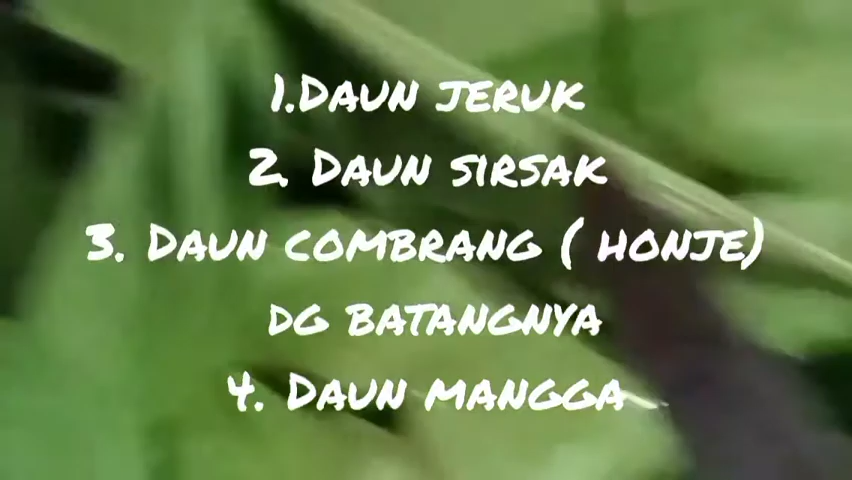 1.Daun jeruk
2. Daun sirsak
3. Daun combrang ( honje)
dg batangnya
4. Daun mangga